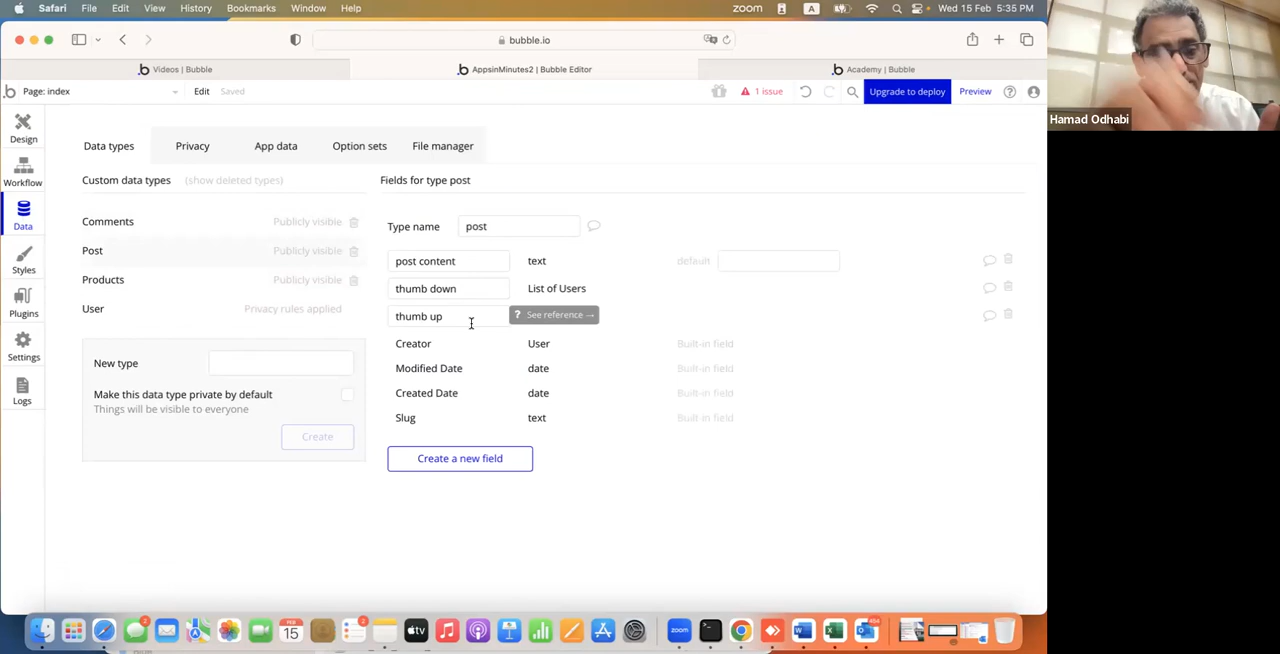 Safari File Edit View History Bookmarks Window Help zoom A Wed 15 Feb 5:35 PM
bubble.io
Videos | Bubble AppsinMinutes2 | Bubble Editor Academy | Bubble
Page: index Edit Saved 1 issue Upgrade to deploy Preview
Hamad Odhabi
Design
Workflow
Data
Styles
Plugins
Settings
Logs
Data types Privacy App data Option sets File manager
Custom data types (show deleted types)
Comments Publicly visible
Post Publicly visible
Products Publicly visible
User Privacy rules applied
New type
Make this data type private by default
Things will be visible to everyone
Create
Fields for type post
Type name post
post content text default
thumb down List of Users
thumb up ? See reference →
Creator User Built-in field
Modified Date date Built-in field
Created Date date Built-in field
Slug text Built-in field
Create a new field
2
FEB
15
2
tv
zoom
W
X